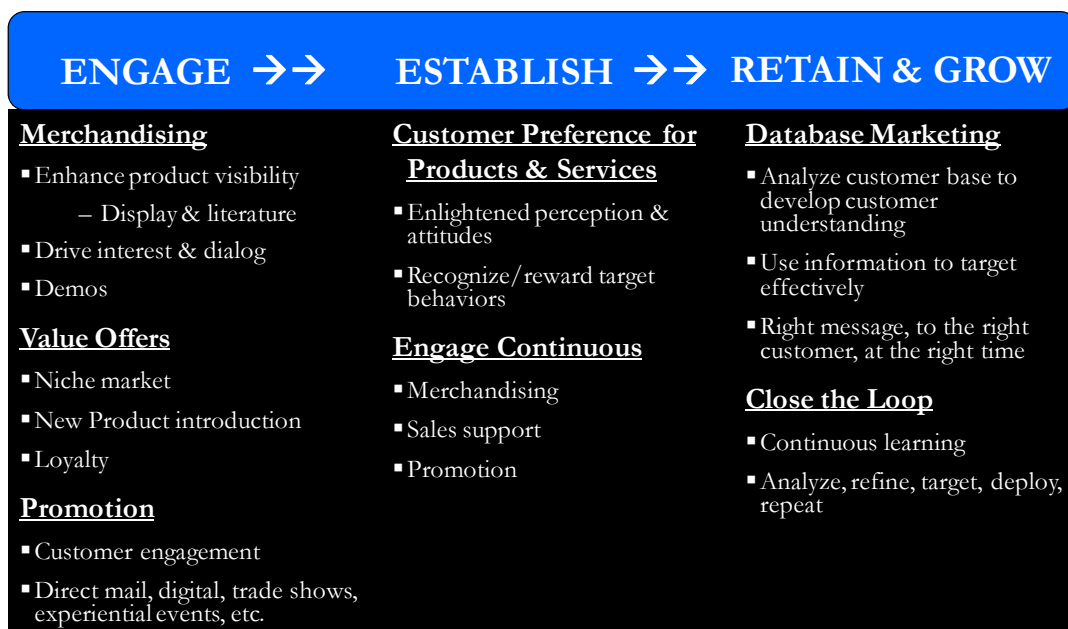 ENGAGE →→ ESTABLISH →→ RETAIN & GROW
Merchandising
▪ Enhance product visibility
– Display & literature
▪ Drive interest & dialog
▪ Demos
Value Offers
▪ Niche market
▪ New Product introduction
▪ Loyalty
Promotion
▪ Customer engagement
▪ Direct mail, digital, trade shows,
experiential events, etc.
Customer Preference for
Products & Services
▪ Enlightened perception &
attitudes
▪ Recognize/reward target
behaviors
Engage Continuous
▪ Merchandising
▪ Sales support
▪ Promotion
Database Marketing
▪ Analyze customer base to
develop customer
understanding
▪ Use information to target
effectively
▪ Right message, to the right
customer, at the right time
Close the Loop
▪ Continuous learning
▪ Analyze, refine, target, deploy,
repeat